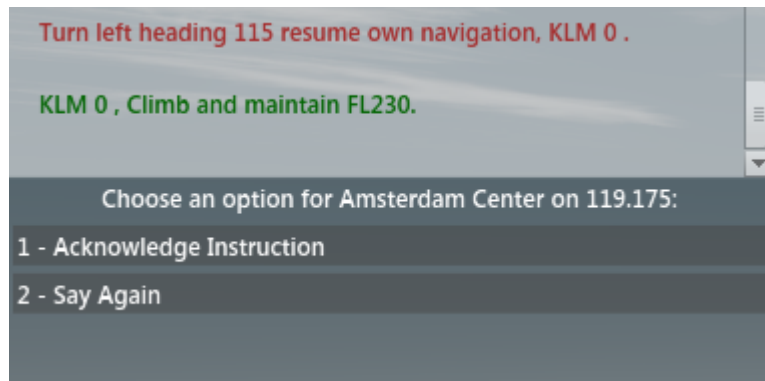 Turn left heading 115 resume own navigation, KLM 0 .
KLM 0 , Climb and maintain FL230.
Choose an option for Amsterdam Center on 119.175:
1 - Acknowledge Instruction
2 - Say Again